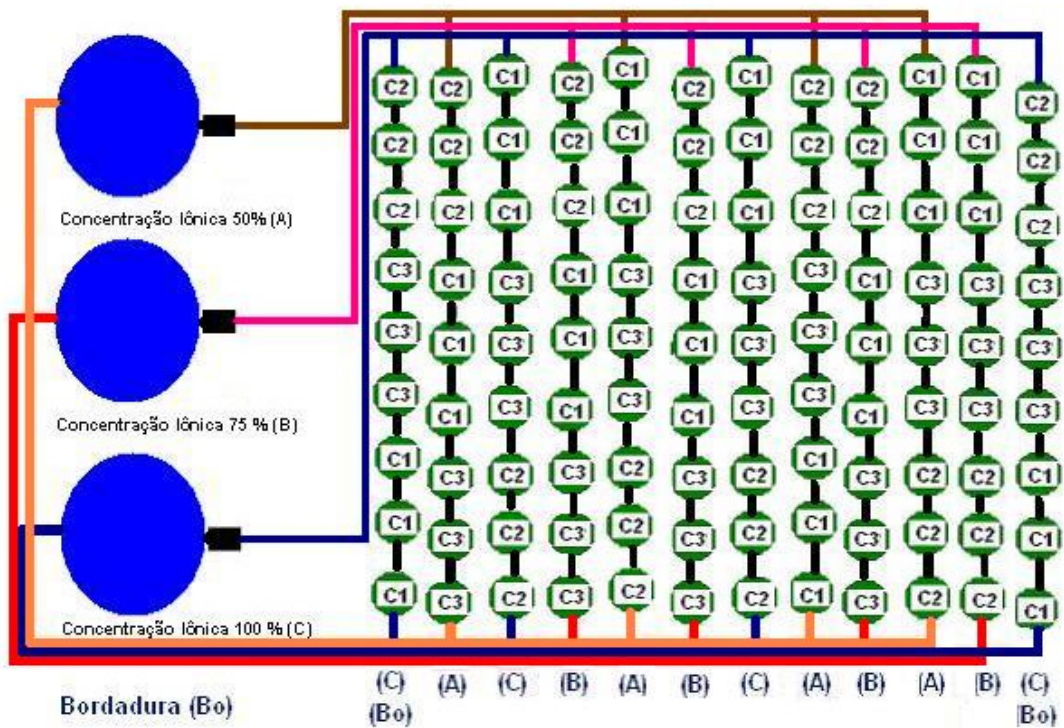 C2 C2 C1 C2 C1 C2 C1 C2 C2 C1 C1 C2
C2 C2 C1 C2 C1 C2 C1 C2 C2 C1 C1 C2
C2 C2 C1 C2 C1 C2 C1 C2 C2 C1 C1 C2
C3 C1 C3 C1 C3 C1 C3 C3 C1 C3 C3 C3
C3 C1 C3 C1 C3 C1 C3 C3 C1 C3 C3 C3
C3 C1 C3 C1 C3 C1 C3 C3 C1 C3 C3 C3
C1 C3 C2 C3 C2 C3 C2 C1 C3 C2 C2 C1
C1 C3 C2 C3 C2 C3 C2 C1 C3 C2 C2 C1
C1 C3 C2 C3 C2 C3 C2 C1 C3 C2 C2 C1
Concentração Iônica 50% (A)
Concentração Iônica 75 % (B)
Concentração Iônica 100 % (C)
Bordadura (Bo)
(C) (A) (C) (B) (A) (B) (C) (A) (B) (A) (B) (C)
(Bo) (Bo)